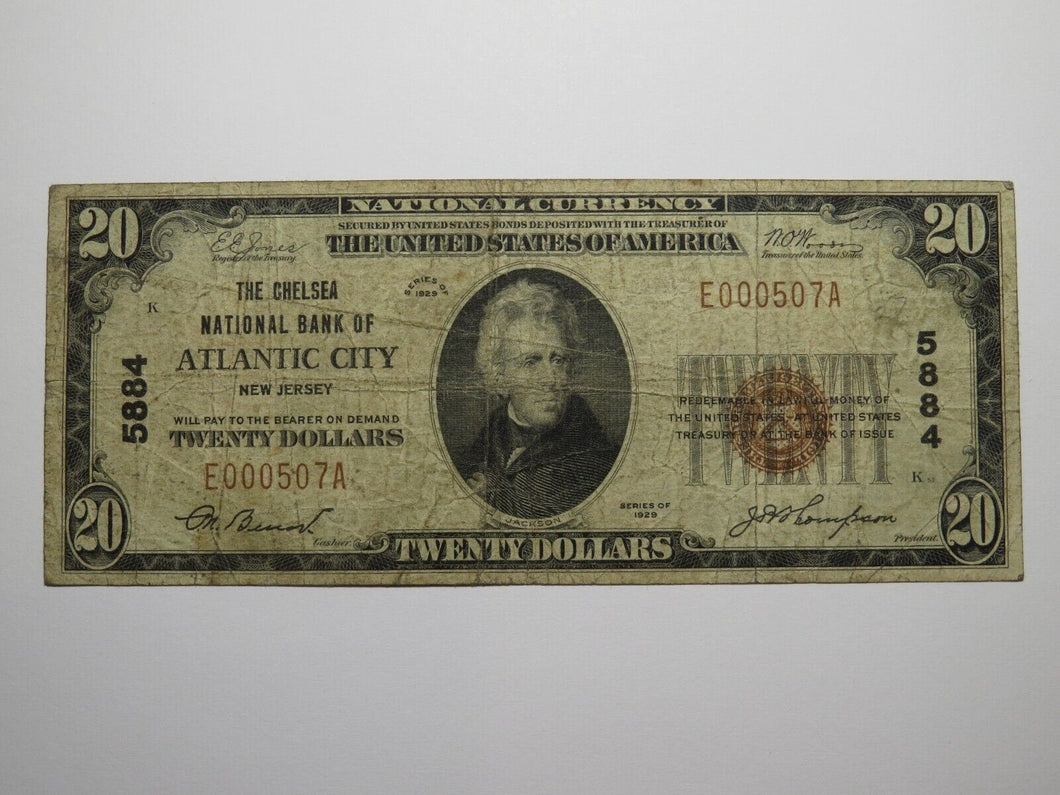 NATIONAL CURRENCY
SECURED BY UNITED STATES BONDS DEPOSITED WITH THE TREASURER OF
THE UNITED STATES OF AMERICA
20
20
E.E. Jones
Register of the Treasury.
W.O. Woods
Treasurer of the United States.
K
THE CHELSEA
NATIONAL BANK OF
ATLANTIC CITY
NEW JERSEY
WILL PAY TO THE BEARER ON DEMAND
TWENTY DOLLARS
E000507A
5884
SERIES OF
1929
E000507A
5884
TWENTY
REDEEMABLE IN LAWFUL MONEY OF
THE UNITED STATES AT UNITED STATES
TREASURY OR AT THE BANK OF ISSUE
K
SERIES OF
1929
JACKSON
Cashier.
J A Thompson
President.
20
TWENTY DOLLARS
20